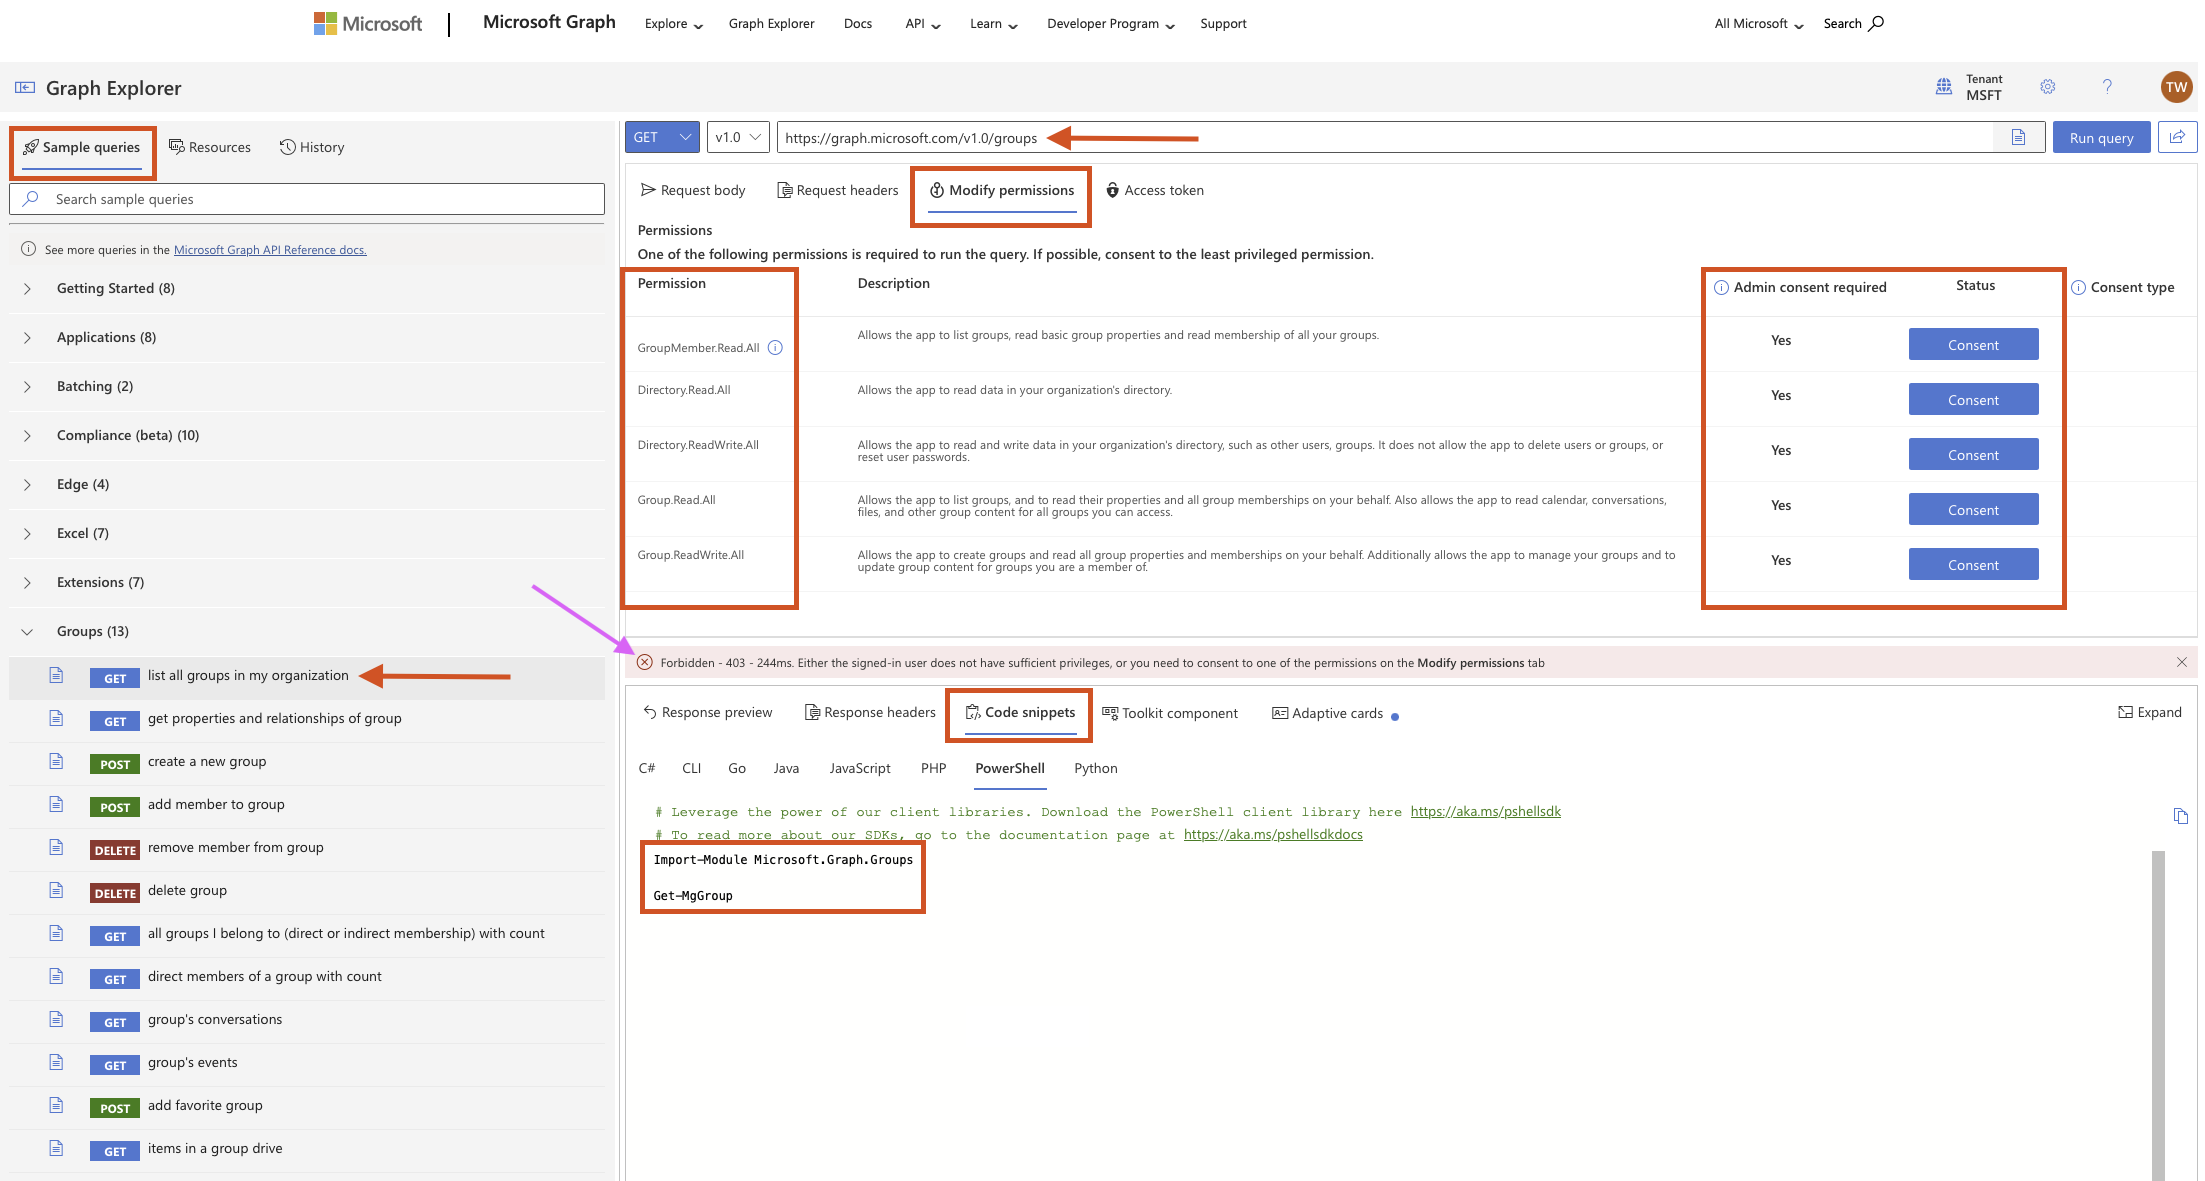 Microsoft
Microsoft Graph
Explore
Graph Explorer
Docs
API
Learn
Developer Program
Support
All Microsoft
Search
Graph Explorer
Tenant
MSFT
?
TW
Sample queries
Resources
History
Search sample queries
See more queries in the Microsoft Graph API Reference docs.
Getting Started (8)
Applications (8)
Batching (2)
Compliance (beta) (10)
Edge (4)
Excel (7)
Extensions (7)
Groups (13)
GET list all groups in my organization
GET get properties and relationships of group
POST create a new group
POST add member to group
DELETE remove member from group
DELETE delete group
GET all groups I belong to (direct or indirect membership) with count
GET direct members of a group with count
GET group's conversations
GET group's events
POST add favorite group
GET items in a group drive
GET
v1.0
https://graph.microsoft.com/v1.0/groups
Run query
Request body
Request headers
Modify permissions
Access token
Permissions
One of the following permissions is required to run the query. If possible, consent to the least privileged permission.
Permission
Description
Admin consent required
Status
Consent type
GroupMember.Read.All
Allows the app to list groups, read basic group properties and read membership of all your groups.
Yes
Consent
Directory.Read.All
Allows the app to read data in your organization's directory.
Yes
Consent
Directory.ReadWrite.All
Allows the app to read and write data in your organization's directory, such as other users, groups. It does not allow the app to delete users or groups, or
reset user passwords.
Yes
Consent
Group.Read.All
Allows the app to list groups, and to read their properties and all group memberships on your behalf. Also allows the app to read calendar, conversations,
files, and other group content for all groups you can access.
Yes
Consent
Group.ReadWrite.All
Allows the app to create groups and read all group properties and memberships on your behalf. Additionally allows the app to manage your groups and to
update group content for groups you are a member of.
Yes
Consent
Forbidden - 403 - 244ms. Either the signed-in user does not have sufficient privileges, or you need to consent to one of the permissions on the Modify permissions tab
Response preview
Response headers
Code snippets
Toolkit component
Adaptive cards
Expand
C#
CLI
Go
Java
JavaScript
PHP
PowerShell
Python
# Leverage the power of our client libraries. Download the PowerShell client library here https://aka.ms/pshellsdk
# To read more about our SDKs, go to the documentation page at https://aka.ms/pshellsdkdocs
Import-Module Microsoft.Graph.Groups
Get-MgGroup